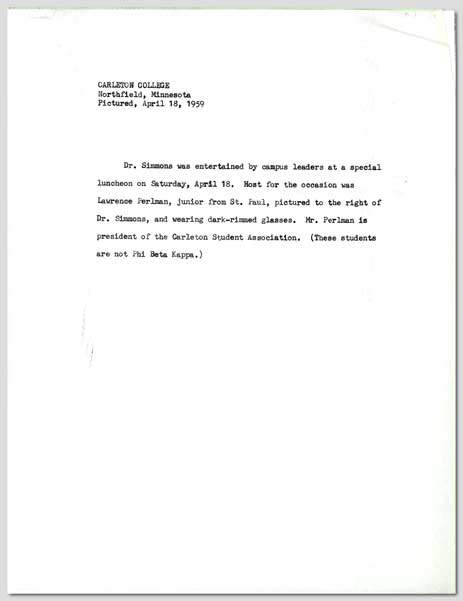 CARLETON COLLEGE
Northfield, Minnesota
Pictured, April 18, 1959
Dr. Simmons was entertained by campus leaders at a special
luncheon on Saturday, April 18. Host for the occasion was
Lawrence Perlman, junior from St. Paul, pictured to the right of
Dr. Simmons, and wearing dark-rimmed glasses. Mr. Perlman is
president of the Carleton Student Association. (These students
are not Phi Beta Kappa.)